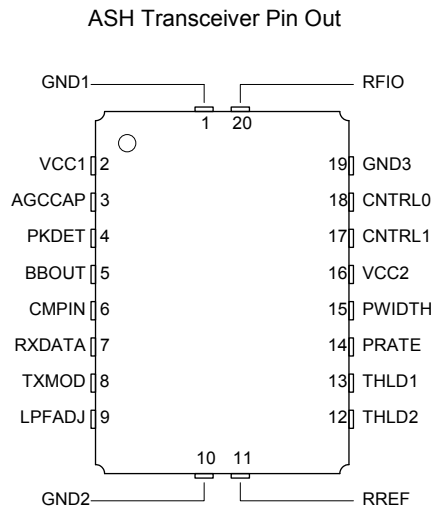 ASH Transceiver Pin Out
GND1 RFIO
1 20
VCC1 2 19 GND3
AGCCAP 3 18 CNTRL0
PKDET 4 17 CNTRL1
BBOUT 5 16 VCC2
CMPIN 6 15 PWIDTH
RXDATA 7 14 PRATE
TXMOD 8 13 THLD1
LPFADJ 9 12 THLD2
10 11
GND2 RREF